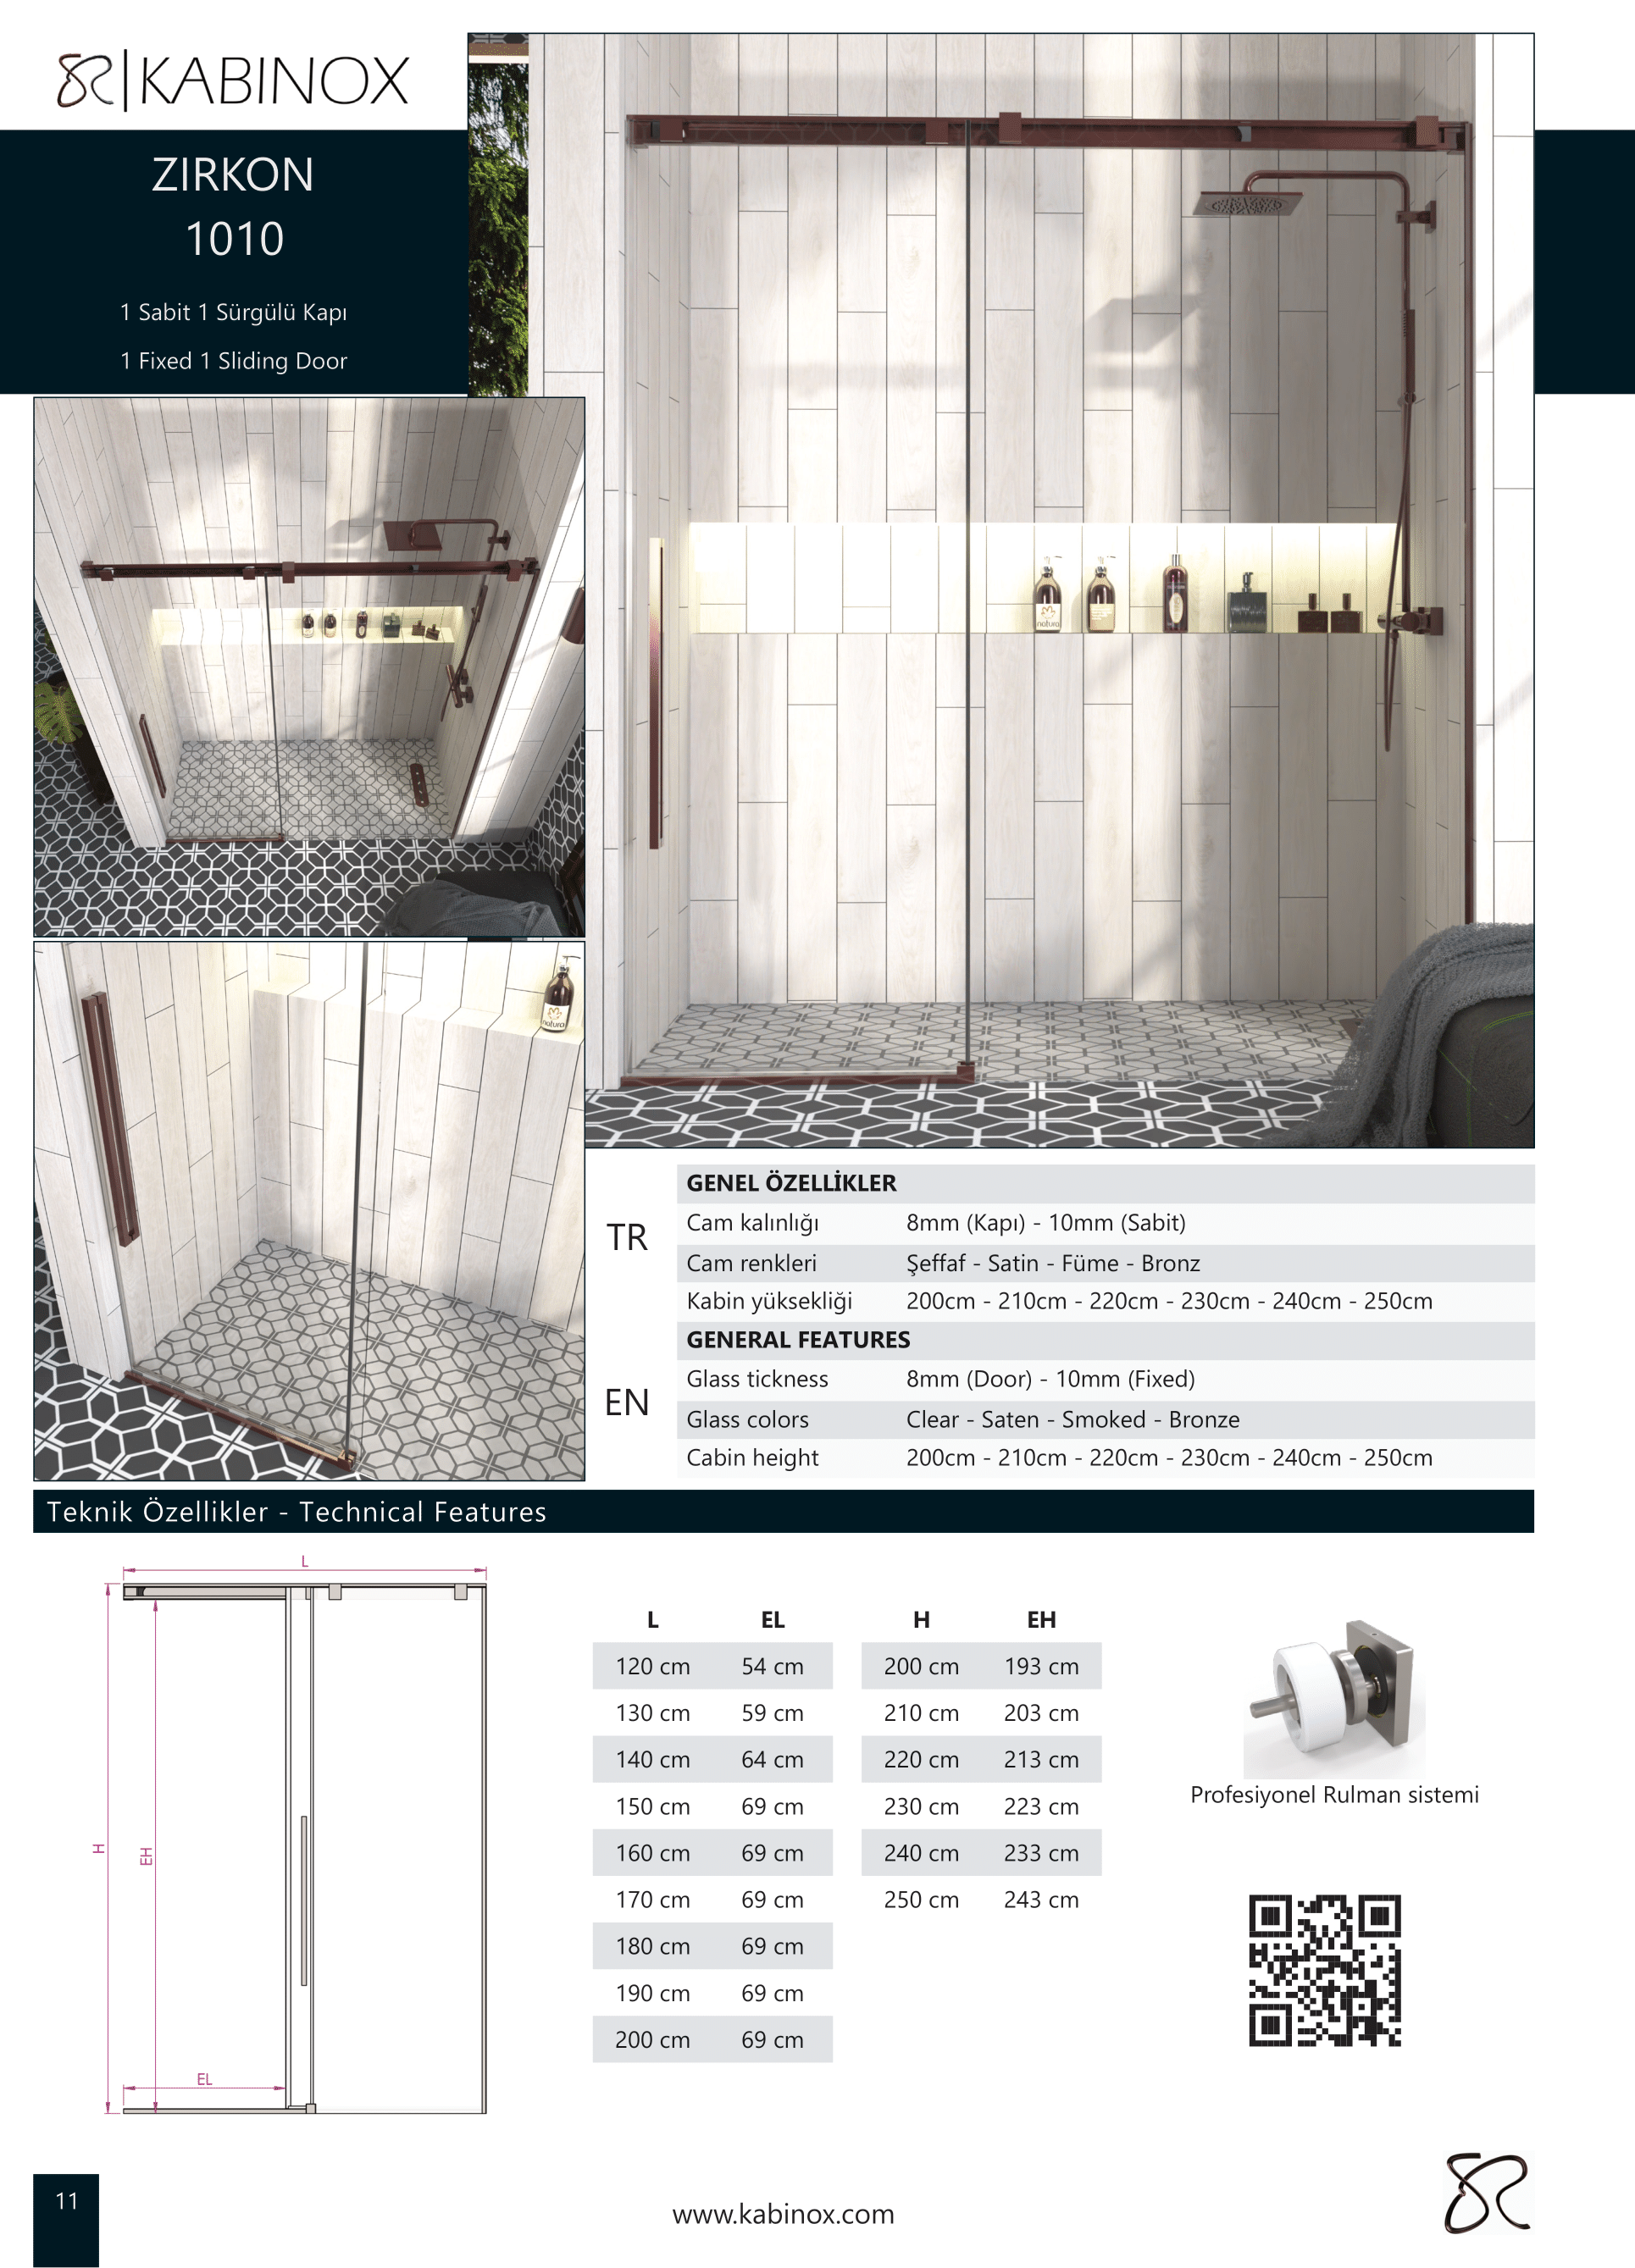 KABINOX
ZIRKON
1010
1 Sabit 1 Sürgülü Kapı
1 Fixed 1 Sliding Door
natura
natura
TR
GENEL ÖZELLİKLER
Cam kalınlığı 8mm (Kapı) - 10mm (Sabit)
Cam renkleri Şeffaf - Satin - Füme - Bronz
Kabin yüksekliği 200cm - 210cm - 220cm - 230cm - 240cm - 250cm
EN
GENERAL FEATURES
Glass tickness 8mm (Door) - 10mm (Fixed)
Glass colors Clear - Saten - Smoked - Bronze
Cabin height 200cm - 210cm - 220cm - 230cm - 240cm - 250cm
Teknik Özellikler - Technical Features
L
H
EH
EL
L EL H EH
120 cm 54 cm 200 cm 193 cm
130 cm 59 cm 210 cm 203 cm
140 cm 64 cm 220 cm 213 cm
150 cm 69 cm 230 cm 223 cm
160 cm 69 cm 240 cm 233 cm
170 cm 69 cm 250 cm 243 cm
180 cm 69 cm
190 cm 69 cm
200 cm 69 cm
Profesiyonel Rulman sistemi
11
www.kabinox.com